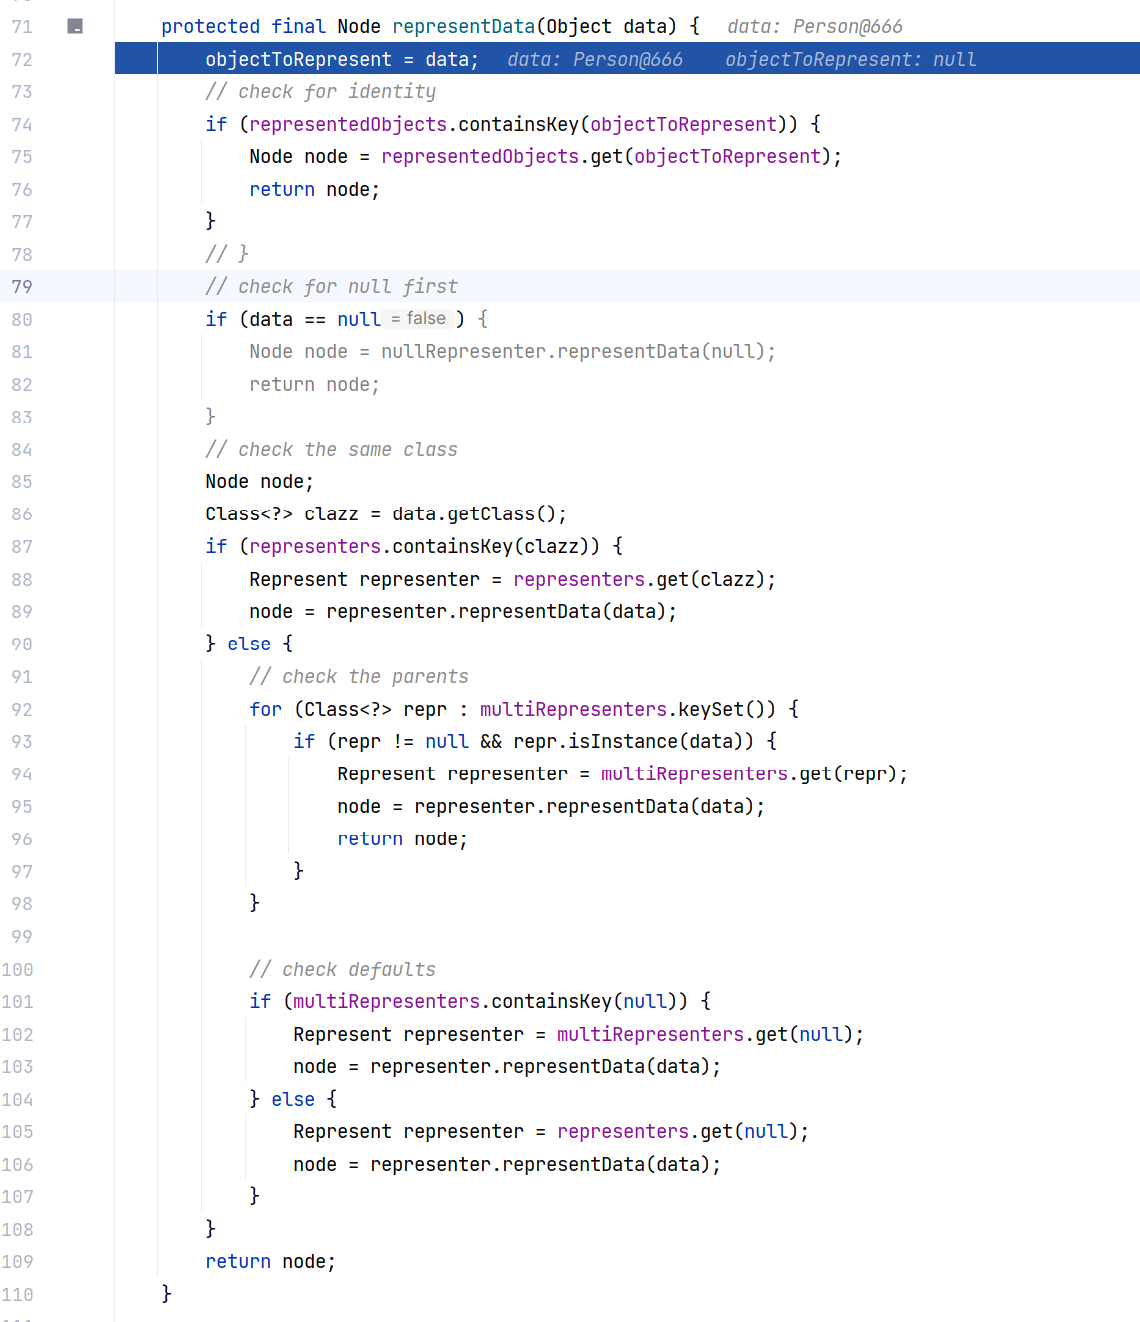 71 protected final Node representData(Object data) { data: Person@666
72 objectToRepresent = data; data: Person@666 objectToRepresent: null
73 // check for identity
74 if (representedObjects.containsKey(objectToRepresent)) {
75 Node node = representedObjects.get(objectToRepresent);
76 return node;
77 }
78 // }
79 // check for null first
80 if (data == null = false ) {
81 Node node = nullRepresenter.representData(null);
82 return node;
83 }
84 // check the same class
85 Node node;
86 Class<?> clazz = data.getClass();
87 if (representers.containsKey(clazz)) {
88 Represent representer = representers.get(clazz);
89 node = representer.representData(data);
90 } else {
91 // check the parents
92 for (Class<?> repr : multiRepresenters.keySet()) {
93 if (repr != null && repr.isInstance(data)) {
94 Represent representer = multiRepresenters.get(repr);
95 node = representer.representData(data);
96 return node;
97 }
98 }
99
100 // check defaults
101 if (multiRepresenters.containsKey(null)) {
102 Represent representer = multiRepresenters.get(null);
103 node = representer.representData(data);
104 } else {
105 Represent representer = representers.get(null);
106 node = representer.representData(data);
107 }
108 }
109 return node;
110 }